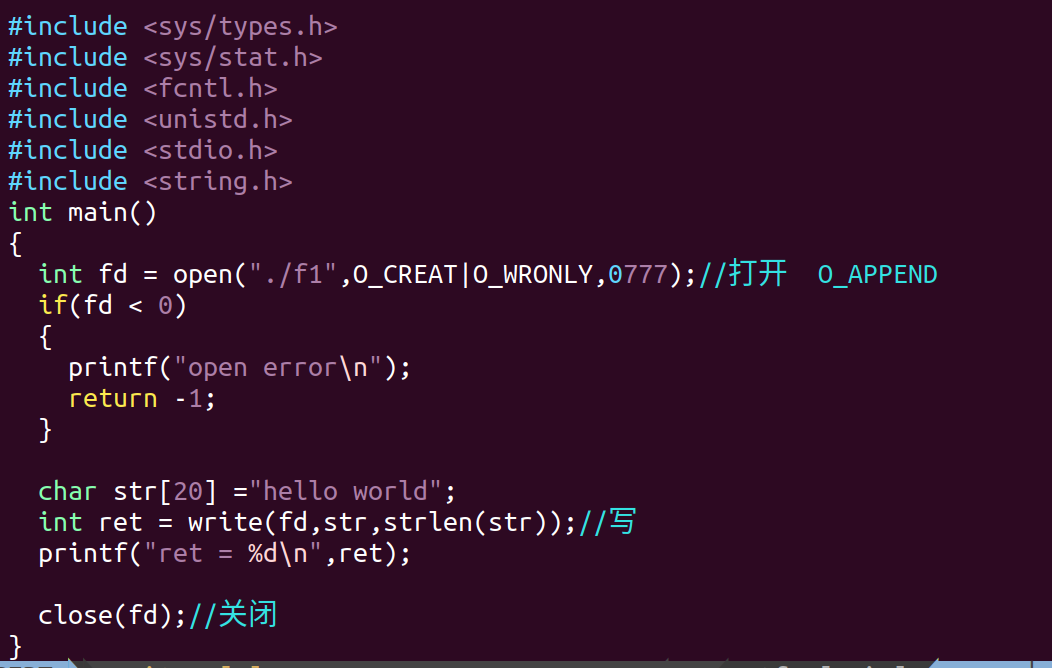 #include <sys/types.h>
#include <sys/stat.h>
#include <fcntl.h>
#include <unistd.h>
#include <stdio.h>
#include <string.h>
int main()
{
  int fd = open("./f1",O_CREAT|O_WRONLY,0777);//打开  O_APPEND
  if(fd < 0)
  {
    printf("open error\n");
    return -1;
  }

  char str[20] ="hello world";
  int ret = write(fd,str,strlen(str));//写
  printf("ret = %d\n",ret);

  close(fd);//关闭
}